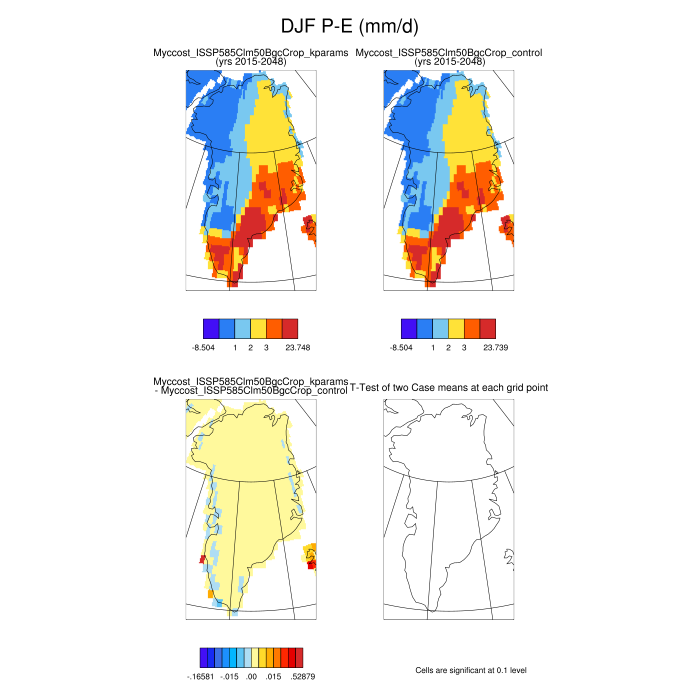 DJF P-E (mm/d)
Myccost_ISSP585Clm50BgcCrop_kparams
(yrs 2015-2048)
Myccost_ISSP585Clm50BgcCrop_control
(yrs 2015-2048)
-8.504 1 2 3 23.748
-8.504 1 2 3 23.739
Myccost_ISSP585Clm50BgcCrop_kparams
- Myccost_ISSP585Clm50BgcCrop_control
T-Test of two Case means at each grid point
-.16581 -.015 .00 .015 .52879
Cells are significant at 0.1 level